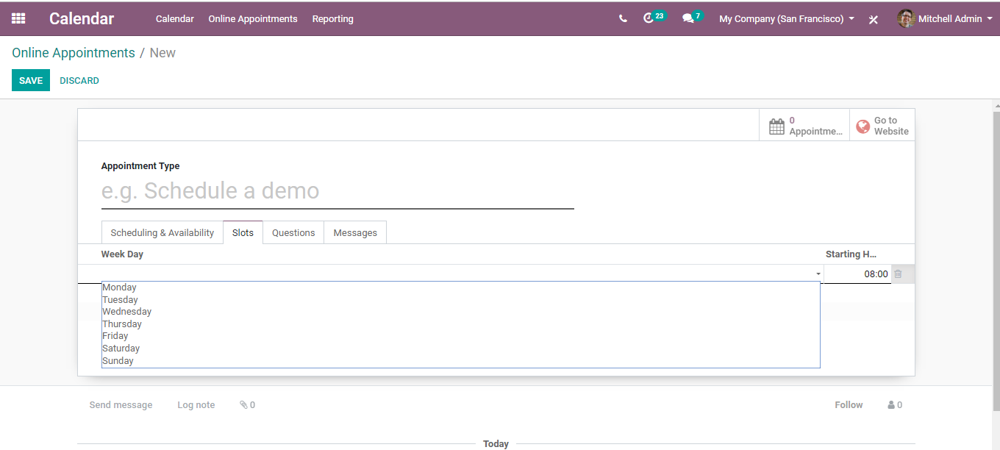 Calendar Calendar Online Appointments Reporting 23 7 My Company (San Francisco) Mitchell Admin
Online Appointments / New
SAVE DISCARD
0 Appointme...
Go to Website
Appointment Type
e.g. Schedule a demo
Scheduling & Availability Slots Questions Messages
Week Day Starting H...
08:00
Monday
Tuesday
Wednesday
Thursday
Friday
Saturday
Sunday
Send message Log note 0 Follow 0
Today